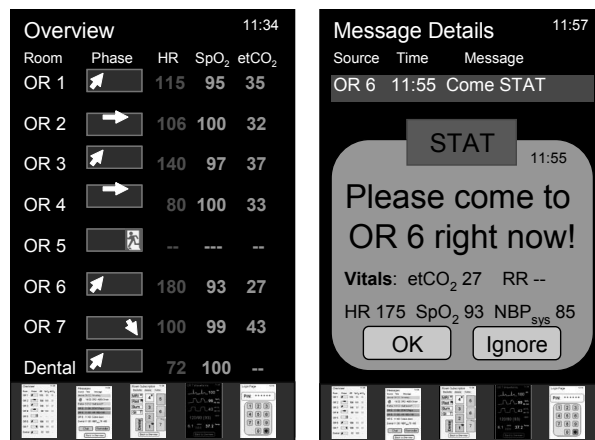 Overview 11:34
Room Phase HR SpO2 etCO2
OR 1 115 95 35
OR 2 106 100 32
OR 3 140 97 37
OR 4 80 100 33
OR 5 -- --- --
OR 6 180 93 27
OR 7 100 99 43
Dental 72 100 --
Message Details 11:57
Source Time Message
OR 6 11:55 Come STAT
STAT
11:55
Please come to
OR 6 right now!
Vitals: etCO2 27 RR --
HR 175 SpO2 93 NBPsys 85
OK Ignore